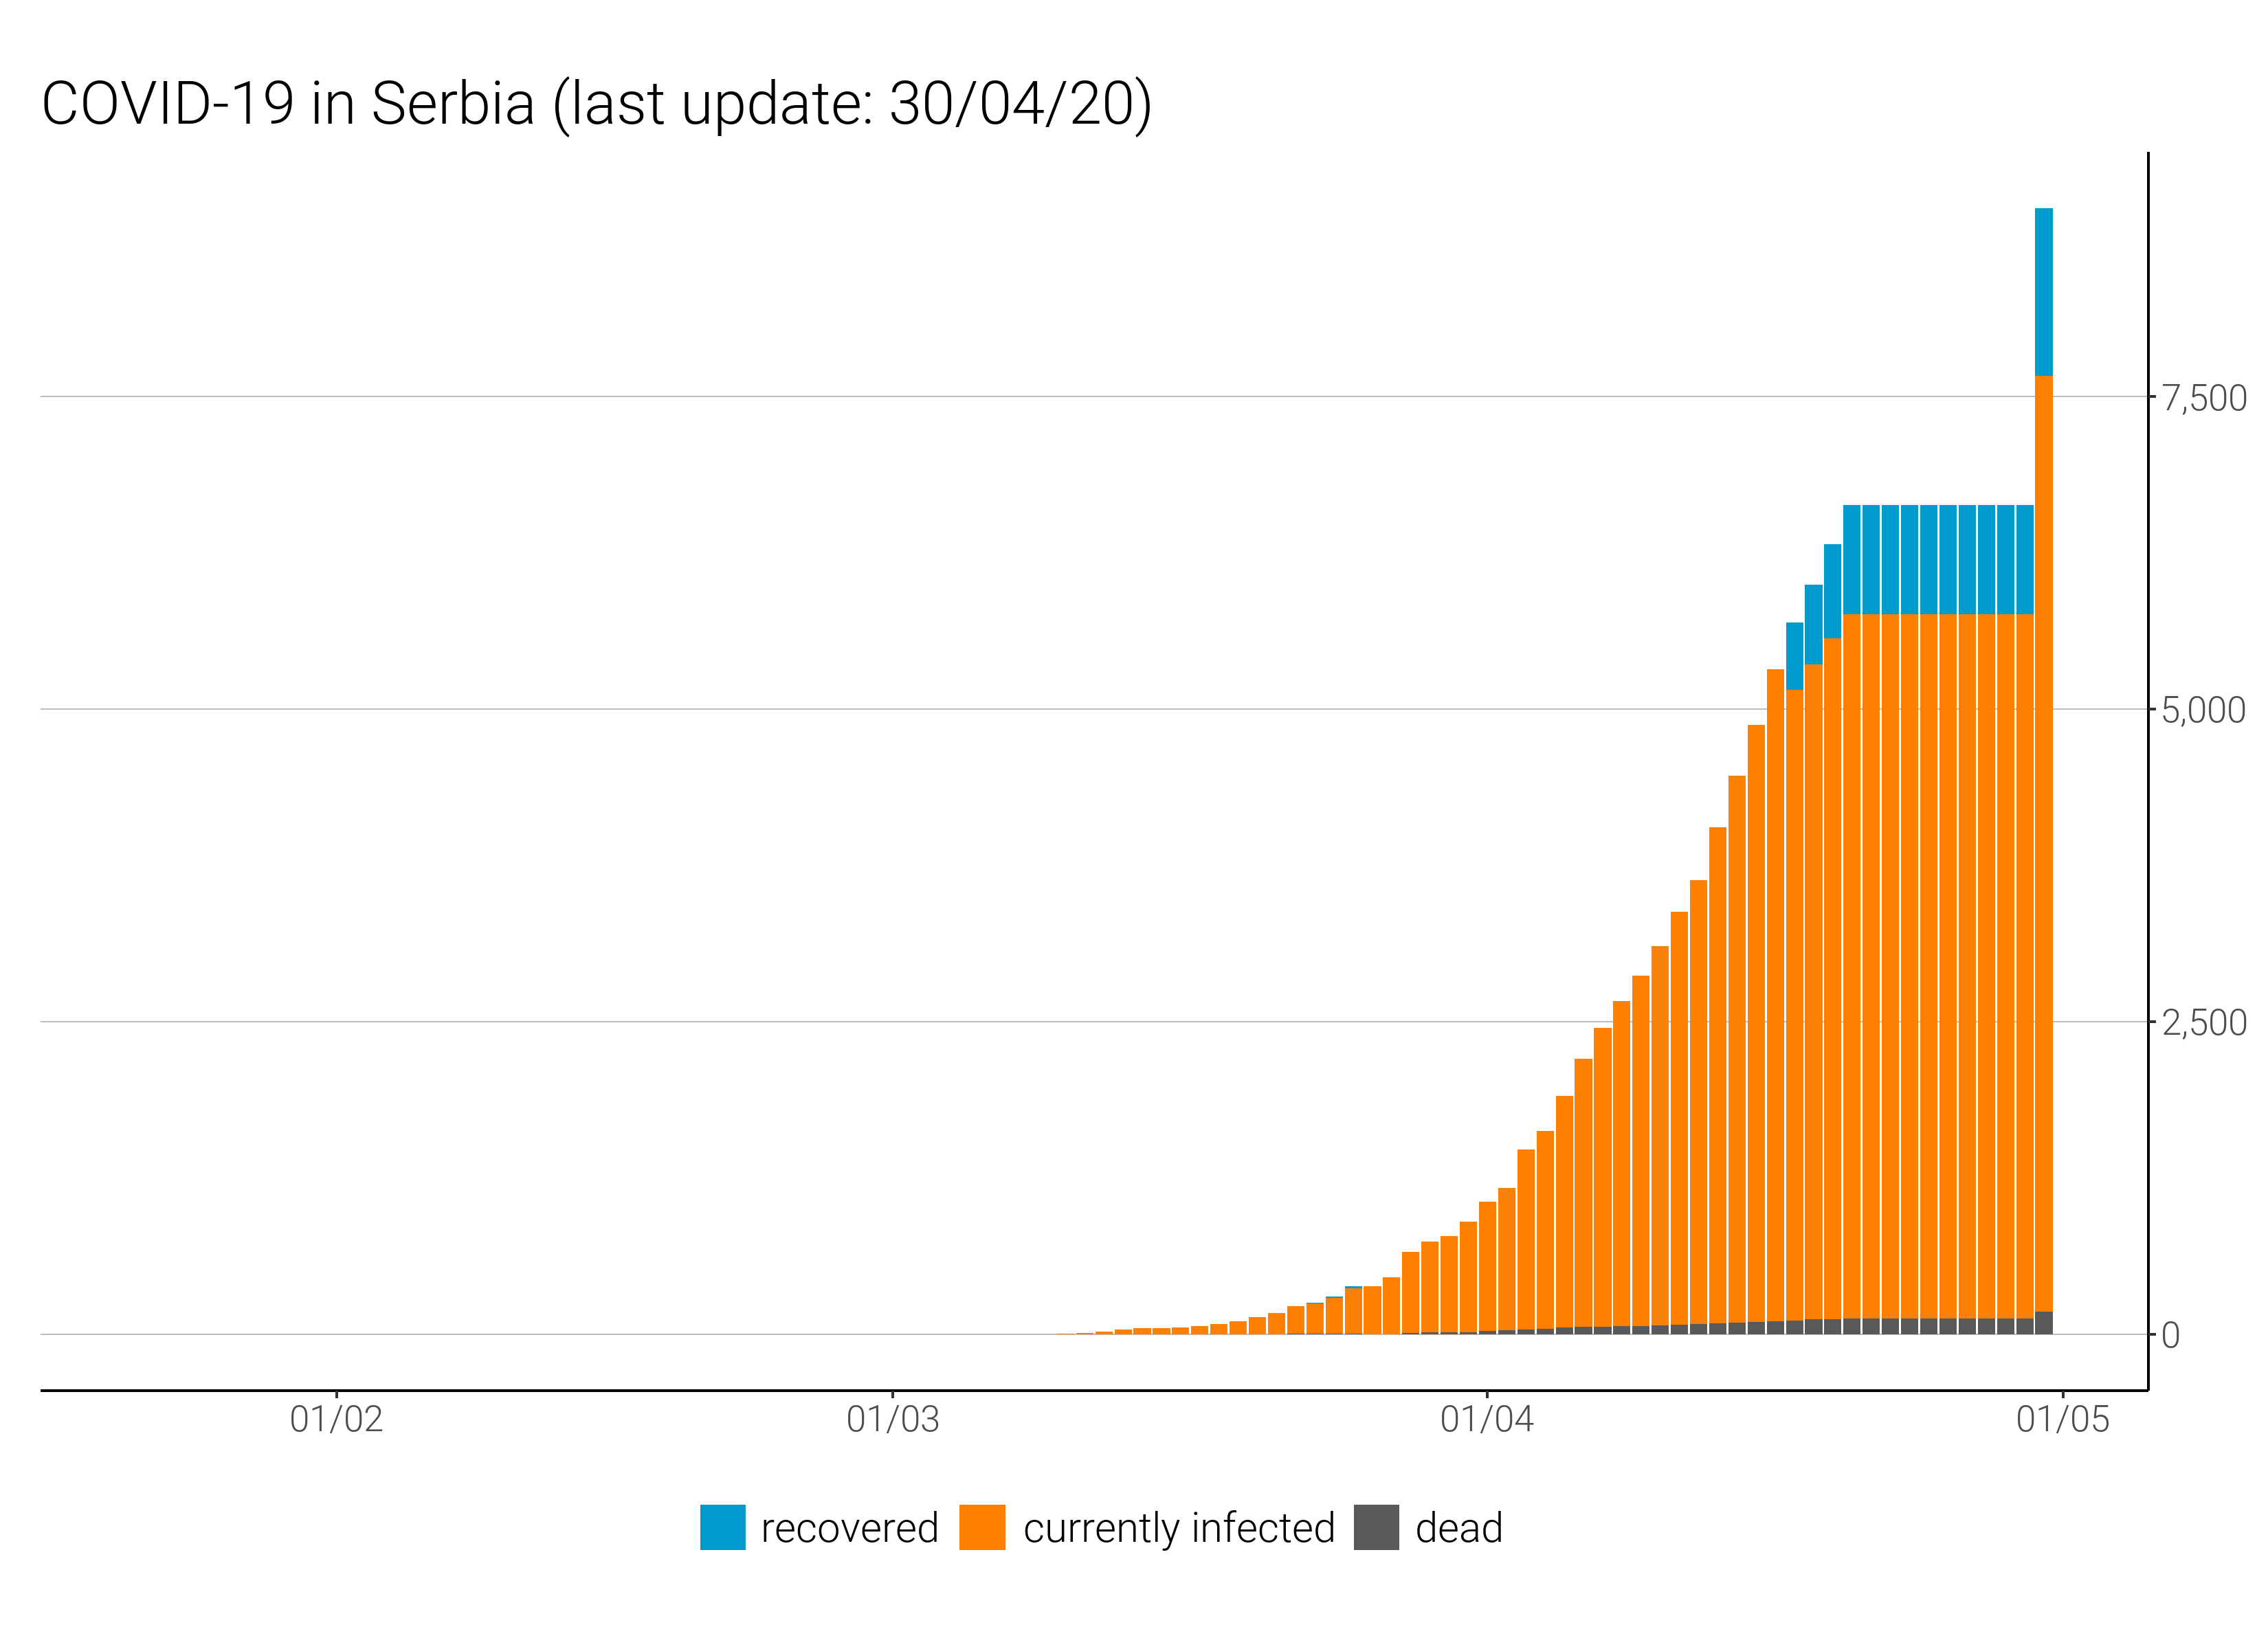 COVID-19 in Serbia (last update: 30/04/20)
7,500
5,000
2,500
0
01/02 01/03 01/04 01/05
recovered currently infected dead